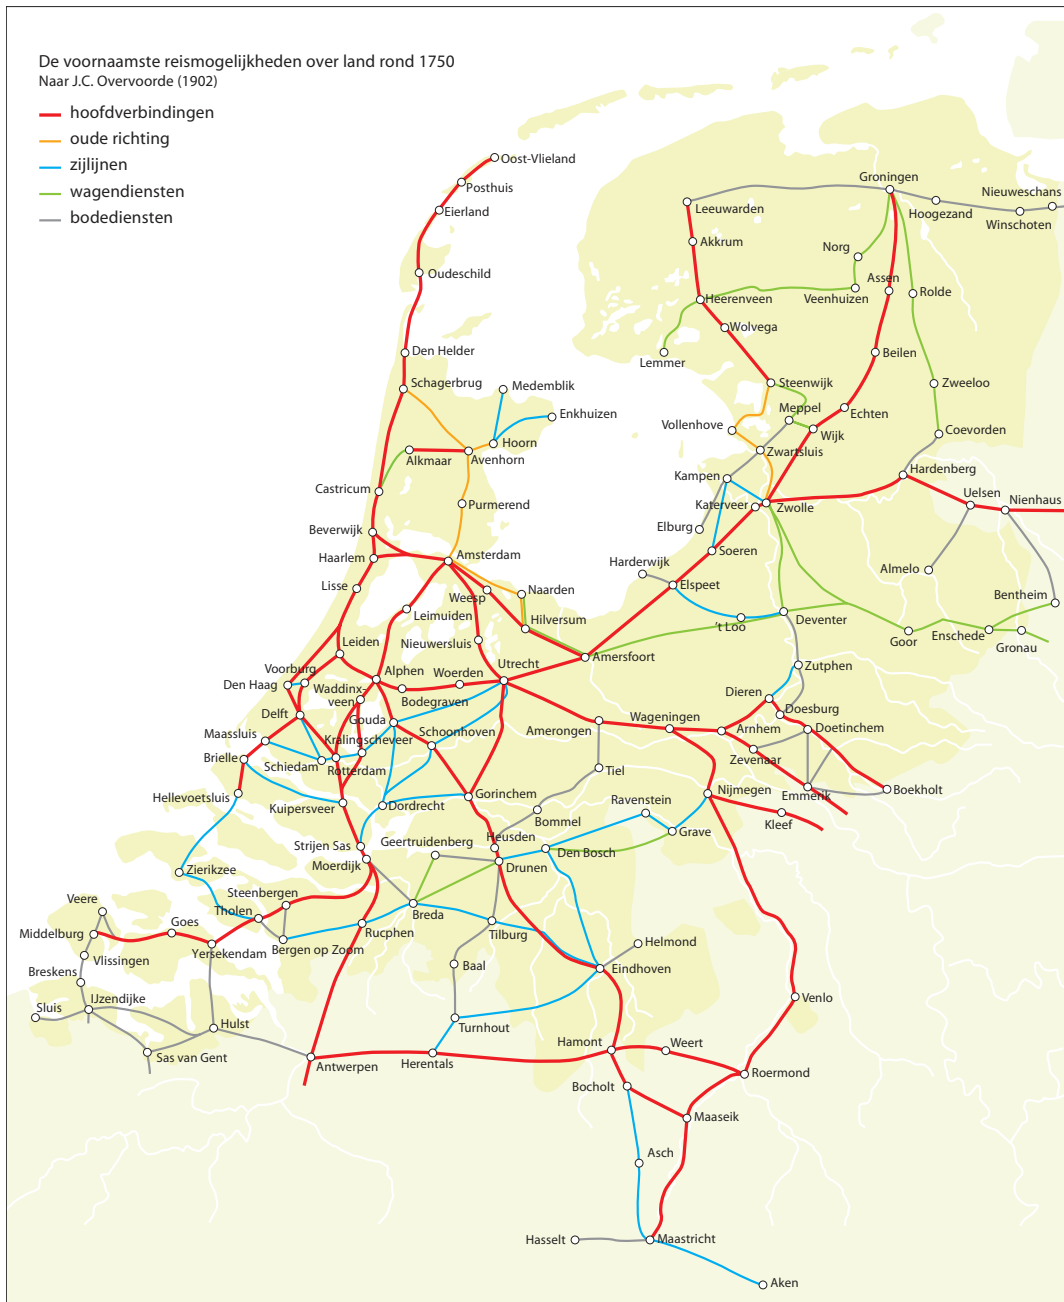 De voornaamste reismogelijkheden over land rond 1750
Naar J.C. Overvoorde (1902)
hoofdverbindingen
oude richting
zijlijnen
wagendiensten
bodediensten
Oost-Vlieland
Posthuis
Eierland
Oudeschild
Den Helder
Schagerbrug
Medemblik
Enkhuizen
Hoorn
Alkmaar
Avenhorn
Castricum
Purmerend
Beverwijk
Haarlem
Amsterdam
Lisse
Weesp
Naarden
Leimuiden
Hilversum
Nieuwersluis
Leiden
Voorburg
Den Haag
Alphen
Woerden
Utrecht
Amersfoort
Waddinx-
veen
Bodegraven
Delft
Gouda
Schoonhoven
Maassluis
Kralingscheveer
Brielle
Schiedam
Rotterdam
Hellevoetsluis
Kuipersveer
Dordrecht
Gorinchem
Groningen
Nieuweschans
Leeuwarden
Hoogezand
Winschoten
Akkrum
Norg
Assen
Heerenveen
Veenhuizen
Rolde
Wolvega
Lemmer
Beilen
Steenwijk
Zweeloo
Meppel
Echten
Vollenhove
Wijk
Coevorden
Zwartsluis
Kampen
Hardenberg
Katerveer
Zwolle
Uelsen
Nienhaus
Elburg
Soeren
Harderwijk
Almelo
Elspeet
Bentheim
't Loo
Deventer
Goor
Enschede
Gronau
Zutphen
Dieren
Doesburg
Wageningen
Amerongen
Arnhem
Doetinchem
Zevenaar
Tiel
Nijmegen
Emmerik
Boekholt
Ravenstein
Bommel
Kleef
Grave
Heusden
Den Bosch
Geertruidenberg
Drunen
Strijen Sas
Moerdijk
Zierikzee
Steenbergen
Veere
Tholen
Goes
Breda
Middelburg
Rucphen
Tilburg
Yersekendam
Bergen op Zoom
Helmond
Vlissingen
Baal
Eindhoven
Breskens
Sluis
IJzendijke
Venlo
Hulst
Turnhout
Sas van Gent
Antwerpen
Herentals
Hamont
Weert
Roermond
Bocholt
Maaseik
Asch
Hasselt
Maastricht
Aken